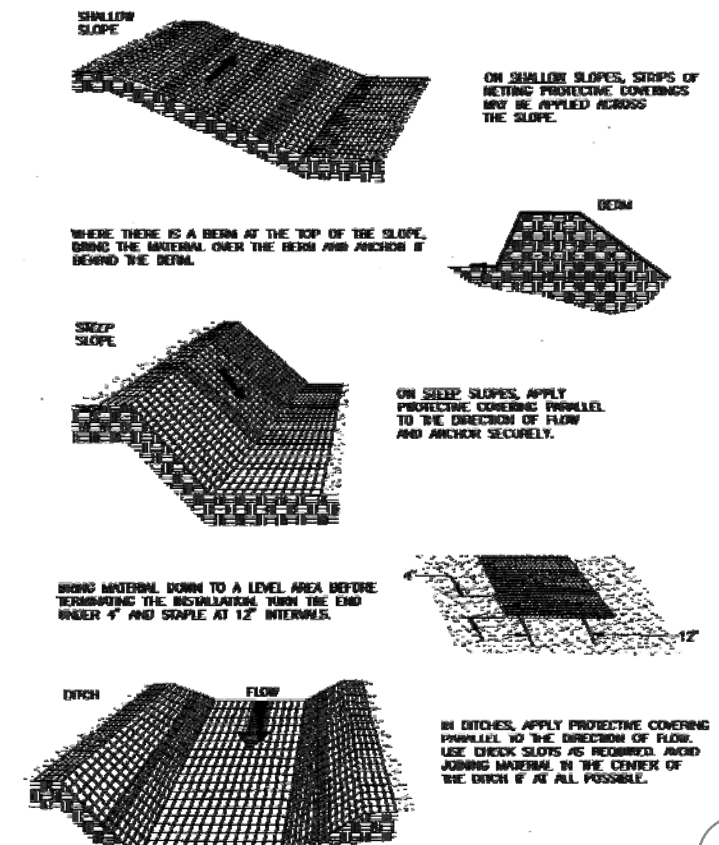 SHALLOW
SLOPE
ON SHALLOW SLOPES, STRIPS OF
NETTING PROTECTIVE COVERINGS
MAY BE APPLIED ACROSS
THE SLOPE.
BERM
WHERE THERE IS A BERM AT THE TOP OF THE SLOPE,
BRING THE MATERIAL OVER THE BERM AND ANCHOR IT
BEHIND THE BERM.
STEEP
SLOPE
ON STEEP SLOPES, APPLY
PROTECTIVE COVERING PARALLEL
TO THE DIRECTION OF FLOW
AND ANCHOR SECURELY.
BRING MATERIAL DOWN TO A LEVEL AREA BEFORE
TERMINATING THE INSTALLATION. TURN THE END
UNDER 4" AND STAPLE AT 12" INTERVALS.
4"
12"
DITCH
FLOW
IN DITCHES, APPLY PROTECTIVE COVERING
PARALLEL TO THE DIRECTION OF FLOW.
USE CHECK SLOTS AS REQUIRED. AVOID
JOINING MATERIAL IN THE CENTER OF
THE DITCH IF AT ALL POSSIBLE.